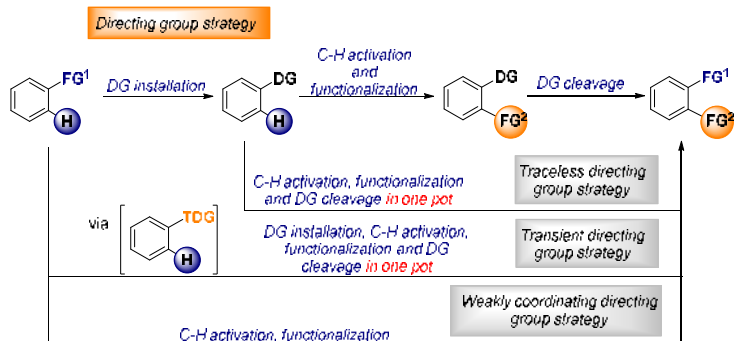 Directing group strategy
C-H activation
and
functionalization
FG¹
DG installation
H
DG
H
DG
FG²
DG cleavage
FG¹
FG²
C-H activation, functionalization
and DG cleavage in one pot
Traceless directing
group strategy
via
TDG
H
DG installation, C-H activation,
functionalization and DG
cleavage in one pot
Transient directing
group strategy
Weakly coordinating directing
group strategy
C-H activation, functionalization